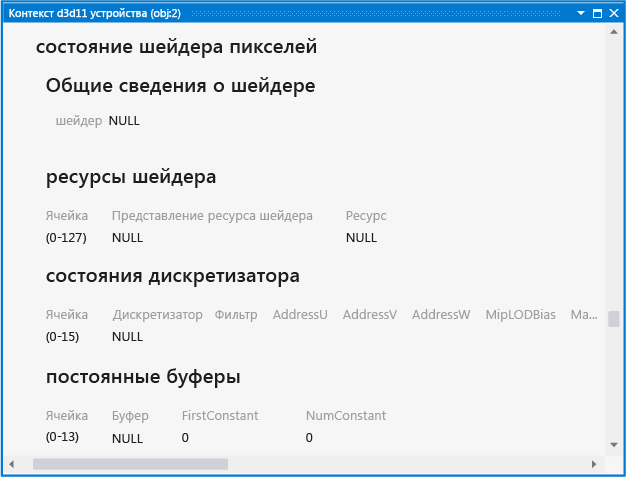 Контекст d3d11 устройства (obj:2)
состояние шейдера пикселей
Общие сведения о шейдере
шейдер NULL
ресурсы шейдера
Ячейка Представление ресурса шейдера Ресурс
(0-127) NULL NULL
состояния дискретизатора
Ячейка Дискретизатор Фильтр AddressU AddressV AddressW MipLODBias Ma...
(0-15) NULL
постоянные буферы
Ячейка Буфер FirstConstant NumConstant
(0-13) NULL 0 0